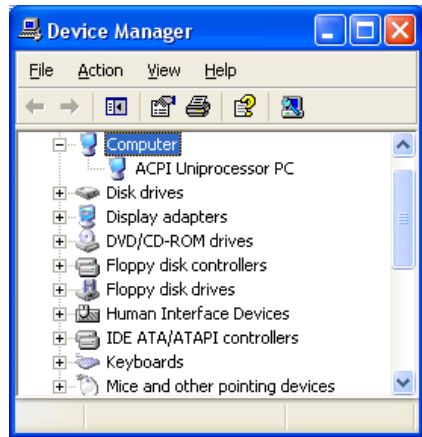 Device Manager
File Action View Help
Computer
ACPI Uniprocessor PC
Disk drives
Display adapters
DVD/CD-ROM drives
Floppy disk controllers
Floppy disk drives
Human Interface Devices
IDE ATA/ATAPI controllers
Keyboards
Mice and other pointing devices